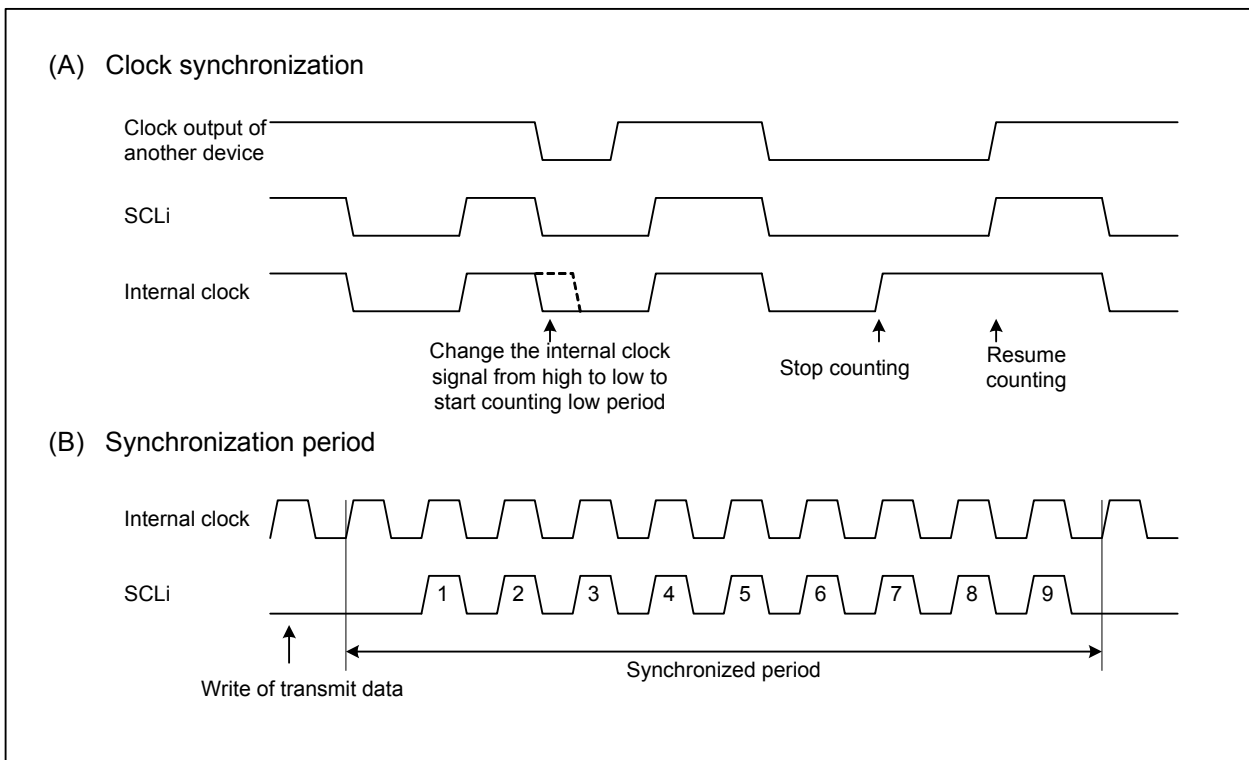 (A) Clock synchronization
Clock output of
another device
SCLi
Internal clock
Change the internal clock
signal from high to low to
start counting low period
Stop counting
Resume
counting
(B) Synchronization period
Internal clock
SCLi
1 2 3 4 5 6 7 8 9
Synchronized period
Write of transmit data